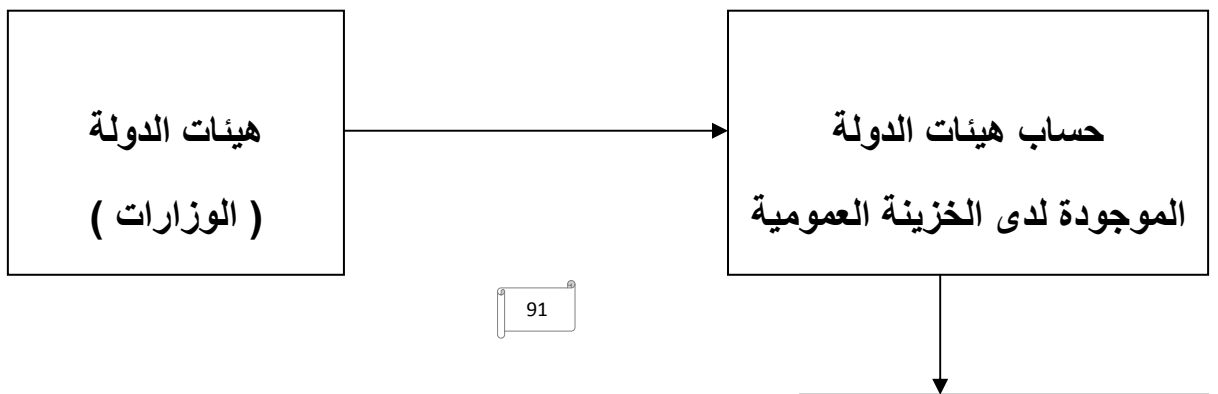 حساب هيئات الدولة
الموجودة لدى الخزينة العمومية
هيئات الدولة
( الوزارات )
91